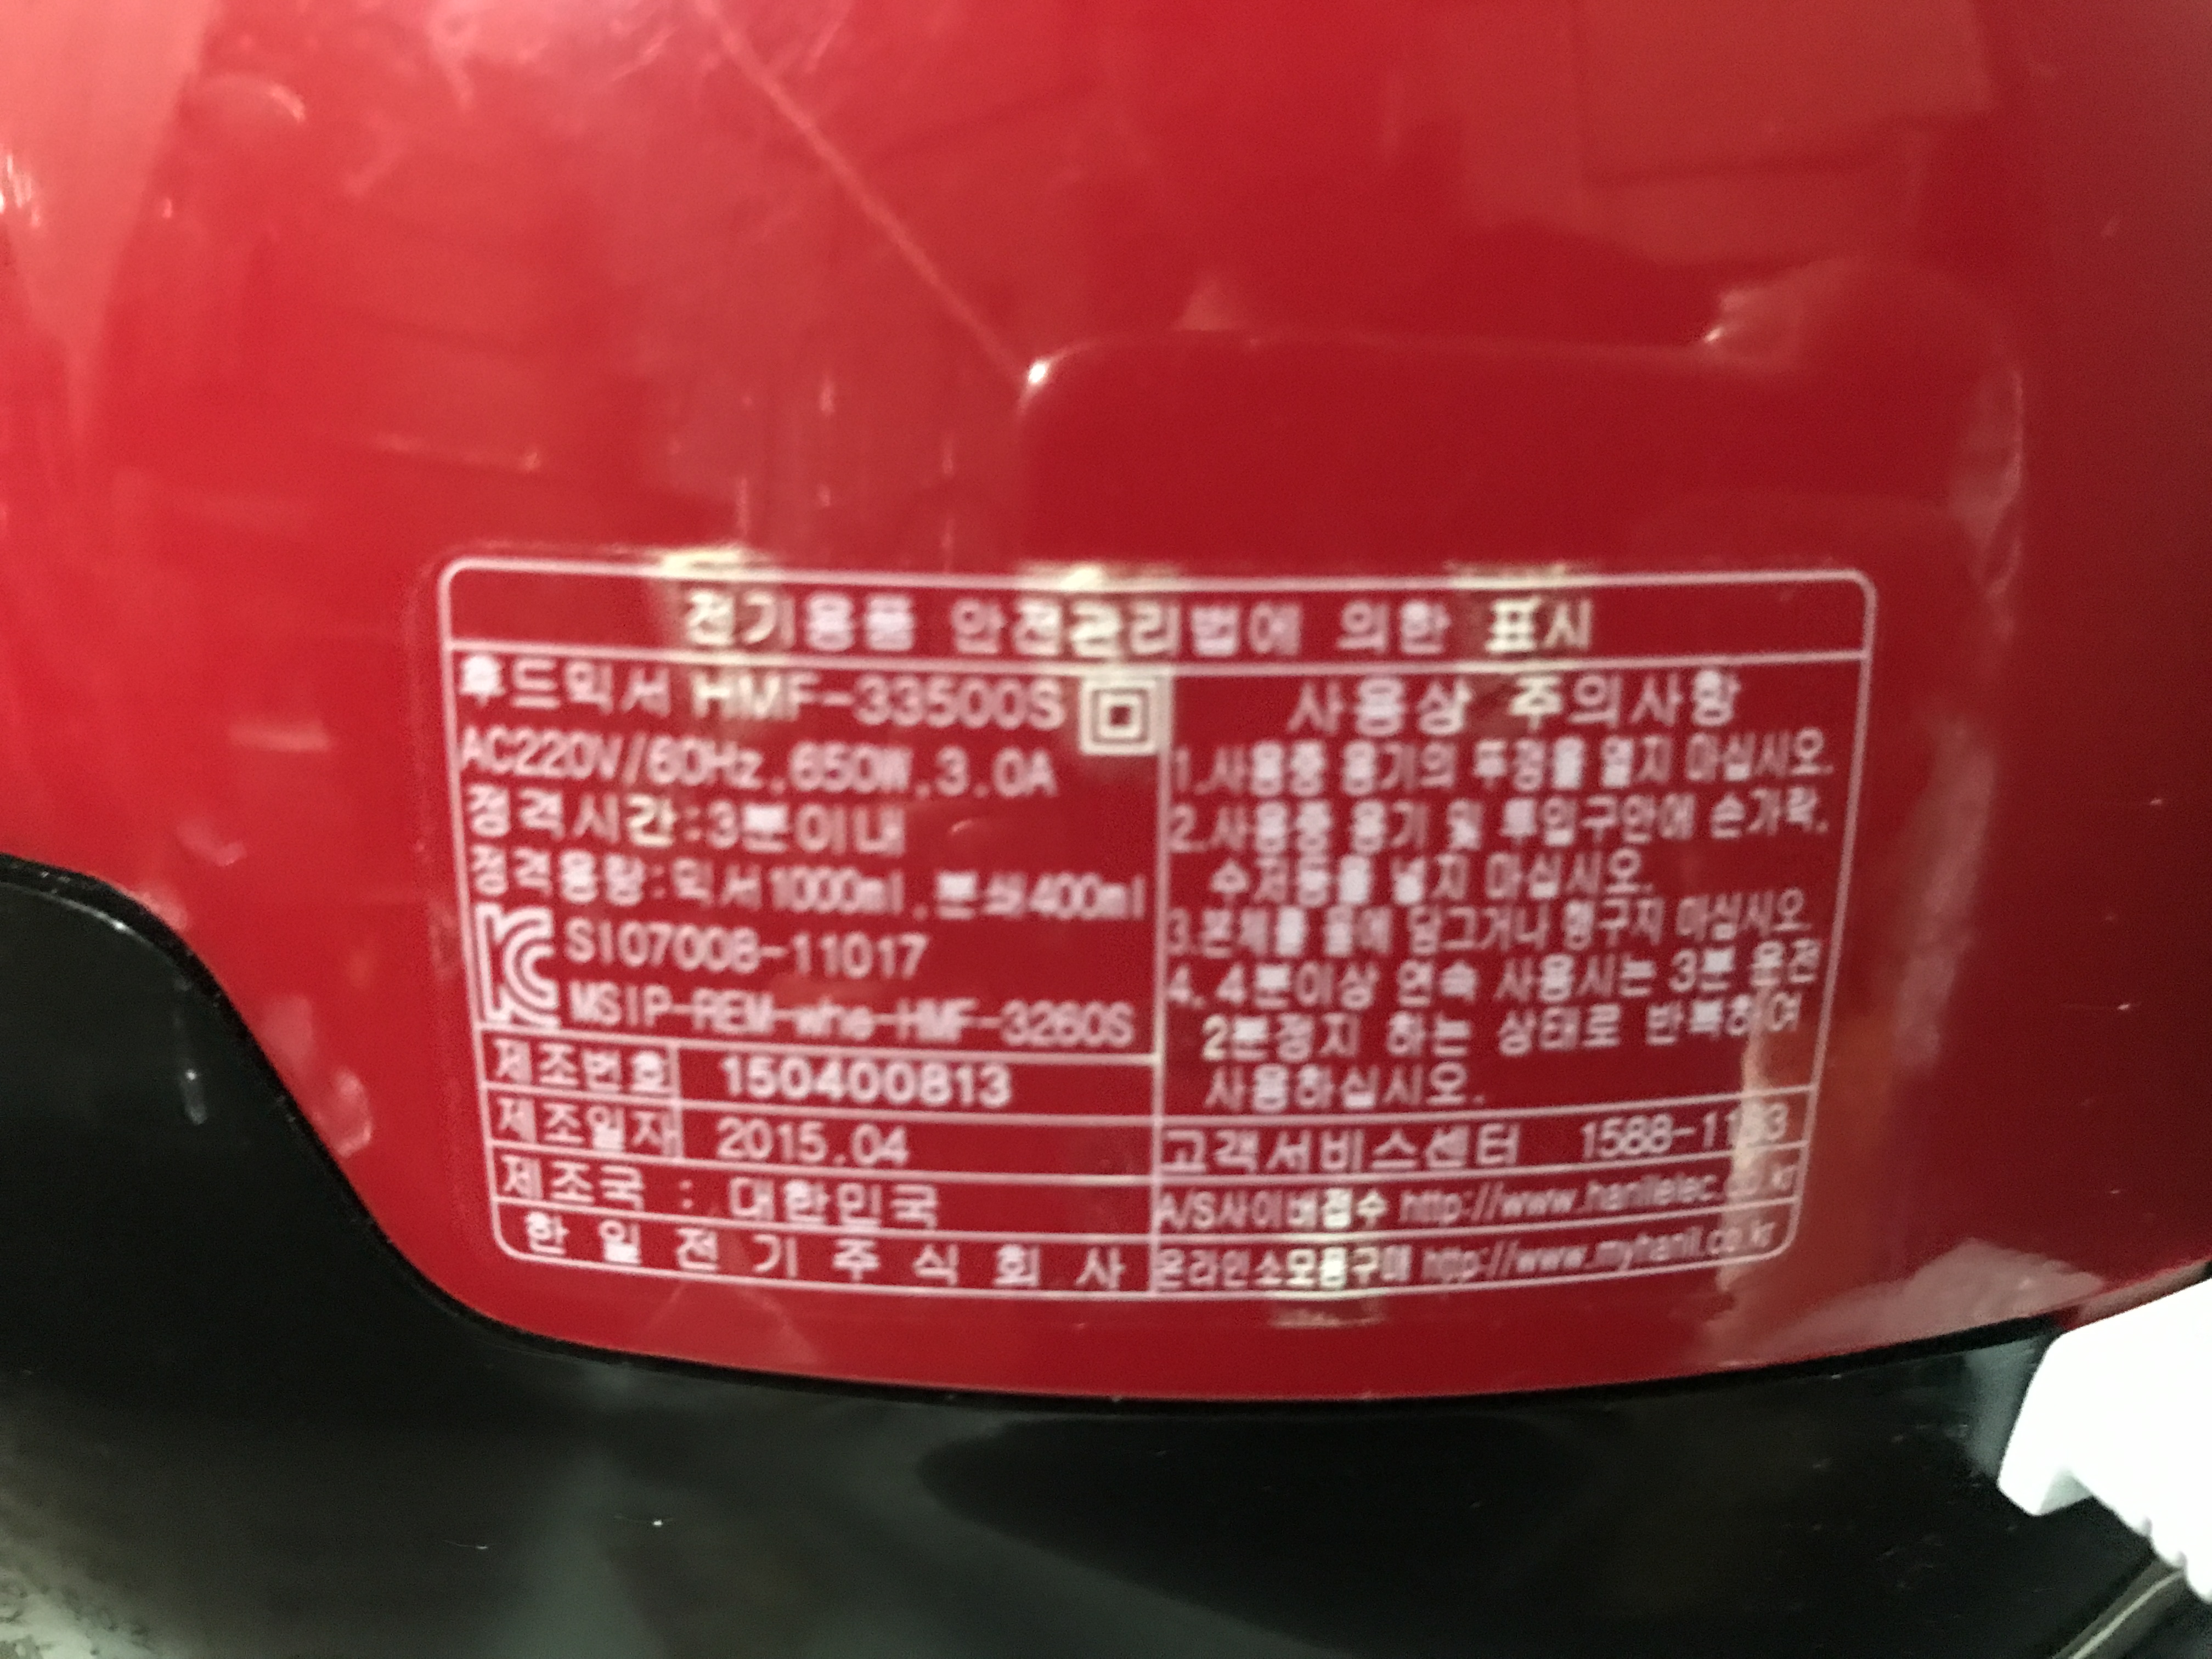 전기용품 안전관리법에 의한 표시
푸드믹서 HMF-33500S
AC220V/60Hz, 650W, 3.0A
정격시간:3분이내
정격용량:믹서1000ml, 분쇄400ml
SI07008-11017
MSIP-REM-whe-HMF-3260S
제조번호 150400813
제조일자 2015.04
제조국 : 대한민국
한일전기주식회사
사용상 주의사항
1.사용중 용기의 뚜껑을 열지 마십시오.
2.사용중 용기 및 투입구안에 손가락,
수저등을 넣지 마십시오.
3.본체를 물에 담그거나 헹구지 마십시오
4.4분이상 연속 사용시는 3분 운전
2분정지 하는 상태로 반복하여
사용하십시오.
고객서비스센터
A/S사이버접수 http://www.hanilelec.co.kr
온라인소모품구매 http://www.myhanil.co.kr